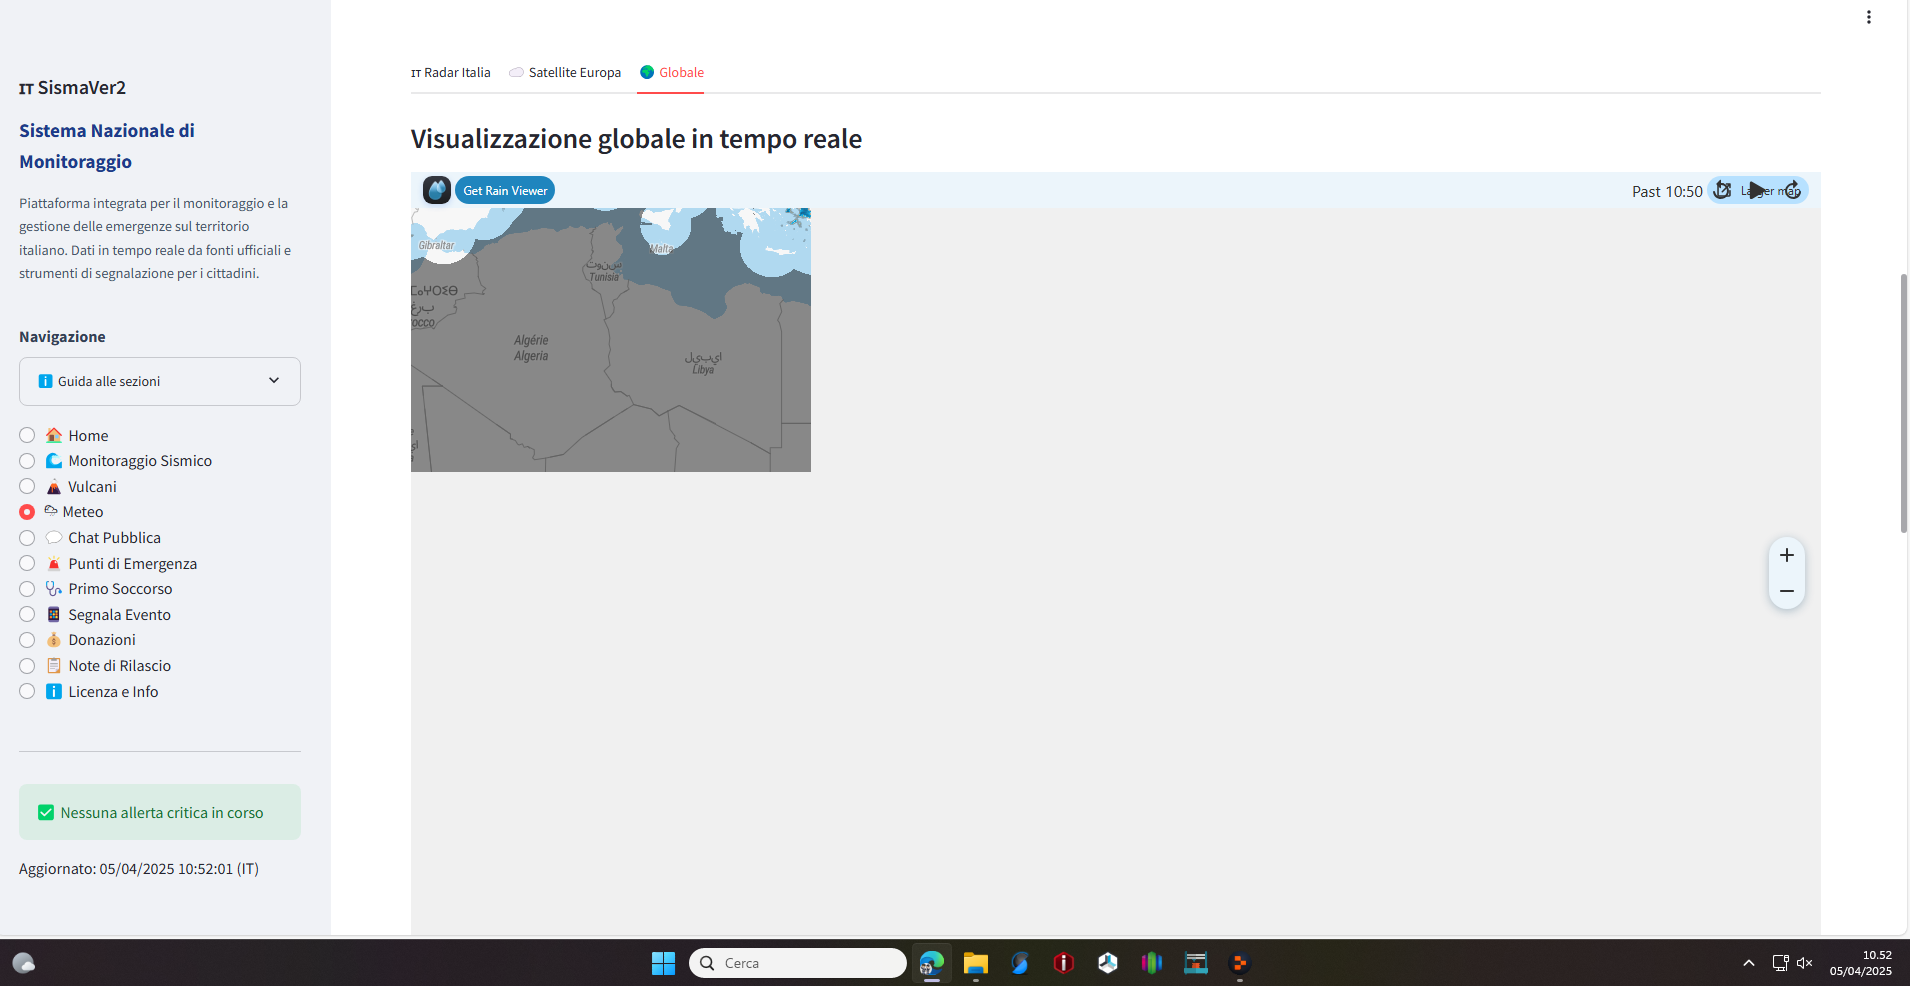 IT SismaVer2
Sistema Nazionale di
Monitoraggio
Piattaforma integrata per il monitoraggio e la
gestione delle emergenze sul territorio
italiano. Dati in tempo reale da fonti ufficiali e
strumenti di segnalazione per i cittadini.
Navigazione
Guida alle sezioni
Home
Monitoraggio Sismico
Vulcani
Meteo
Chat Pubblica
Punti di Emergenza
Primo Soccorso
Segnala Evento
Donazioni
Note di Rilascio
Licenza e Info
Nessuna allerta critica in corso
Aggiornato: 05/04/2025 10:52:01 (IT)
IT Radar Italia
Satellite Europa
Globale
Visualizzazione globale in tempo reale
Get Rain Viewer
Past 10:50
Larger map
Gibraltar
Malta
Tunisia
Algérie
Algeria
ايبيل
Libya
Cerca
10.52
05/04/2025